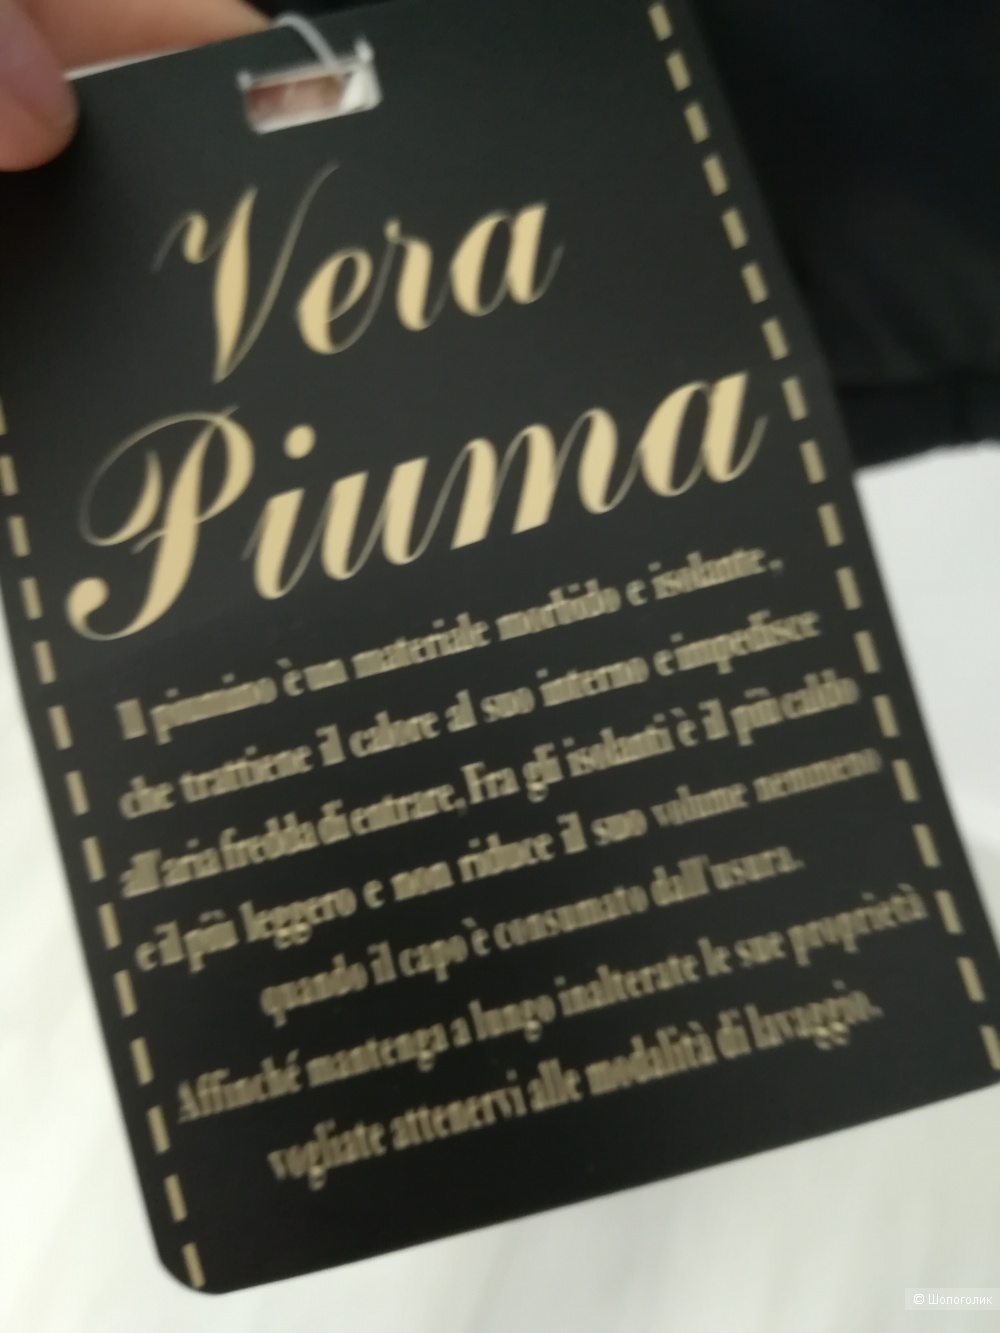 Vera
Piuma
Il piumino è un materiale morbido e isolante,
che trattiene il calore al suo interno e impedisce
all'aria fredda di entrare, Fra gli isolanti è il più caldo
e il più leggero e non riduce il suo volume nemmeno
quando il capo è consumato dall'usura.
Affinché mantenga a lungo inalterate le sue proprietà
vogliate attenervi alle modalità di lavaggio.
© Шопоголик